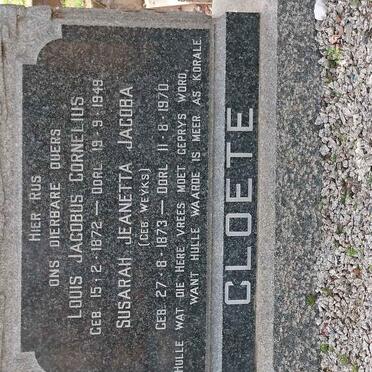 HIER RUS
ONS DIERBARE OUERS
LOUIS JACOBUS CORNELIUS
GEB. 15-2-1872 — OORL. 19-9-1949
SUSARAH JEANETTA JACOBA
(GEB. WEYKS)
GEB. 27-8-1873 — OORL. 11-8-1970.
HULLE WAT DIE HERE VREES MOET GEPRYS WORD,
WANT HULLE WAARDE IS MEER AS KORALE
CLOETE